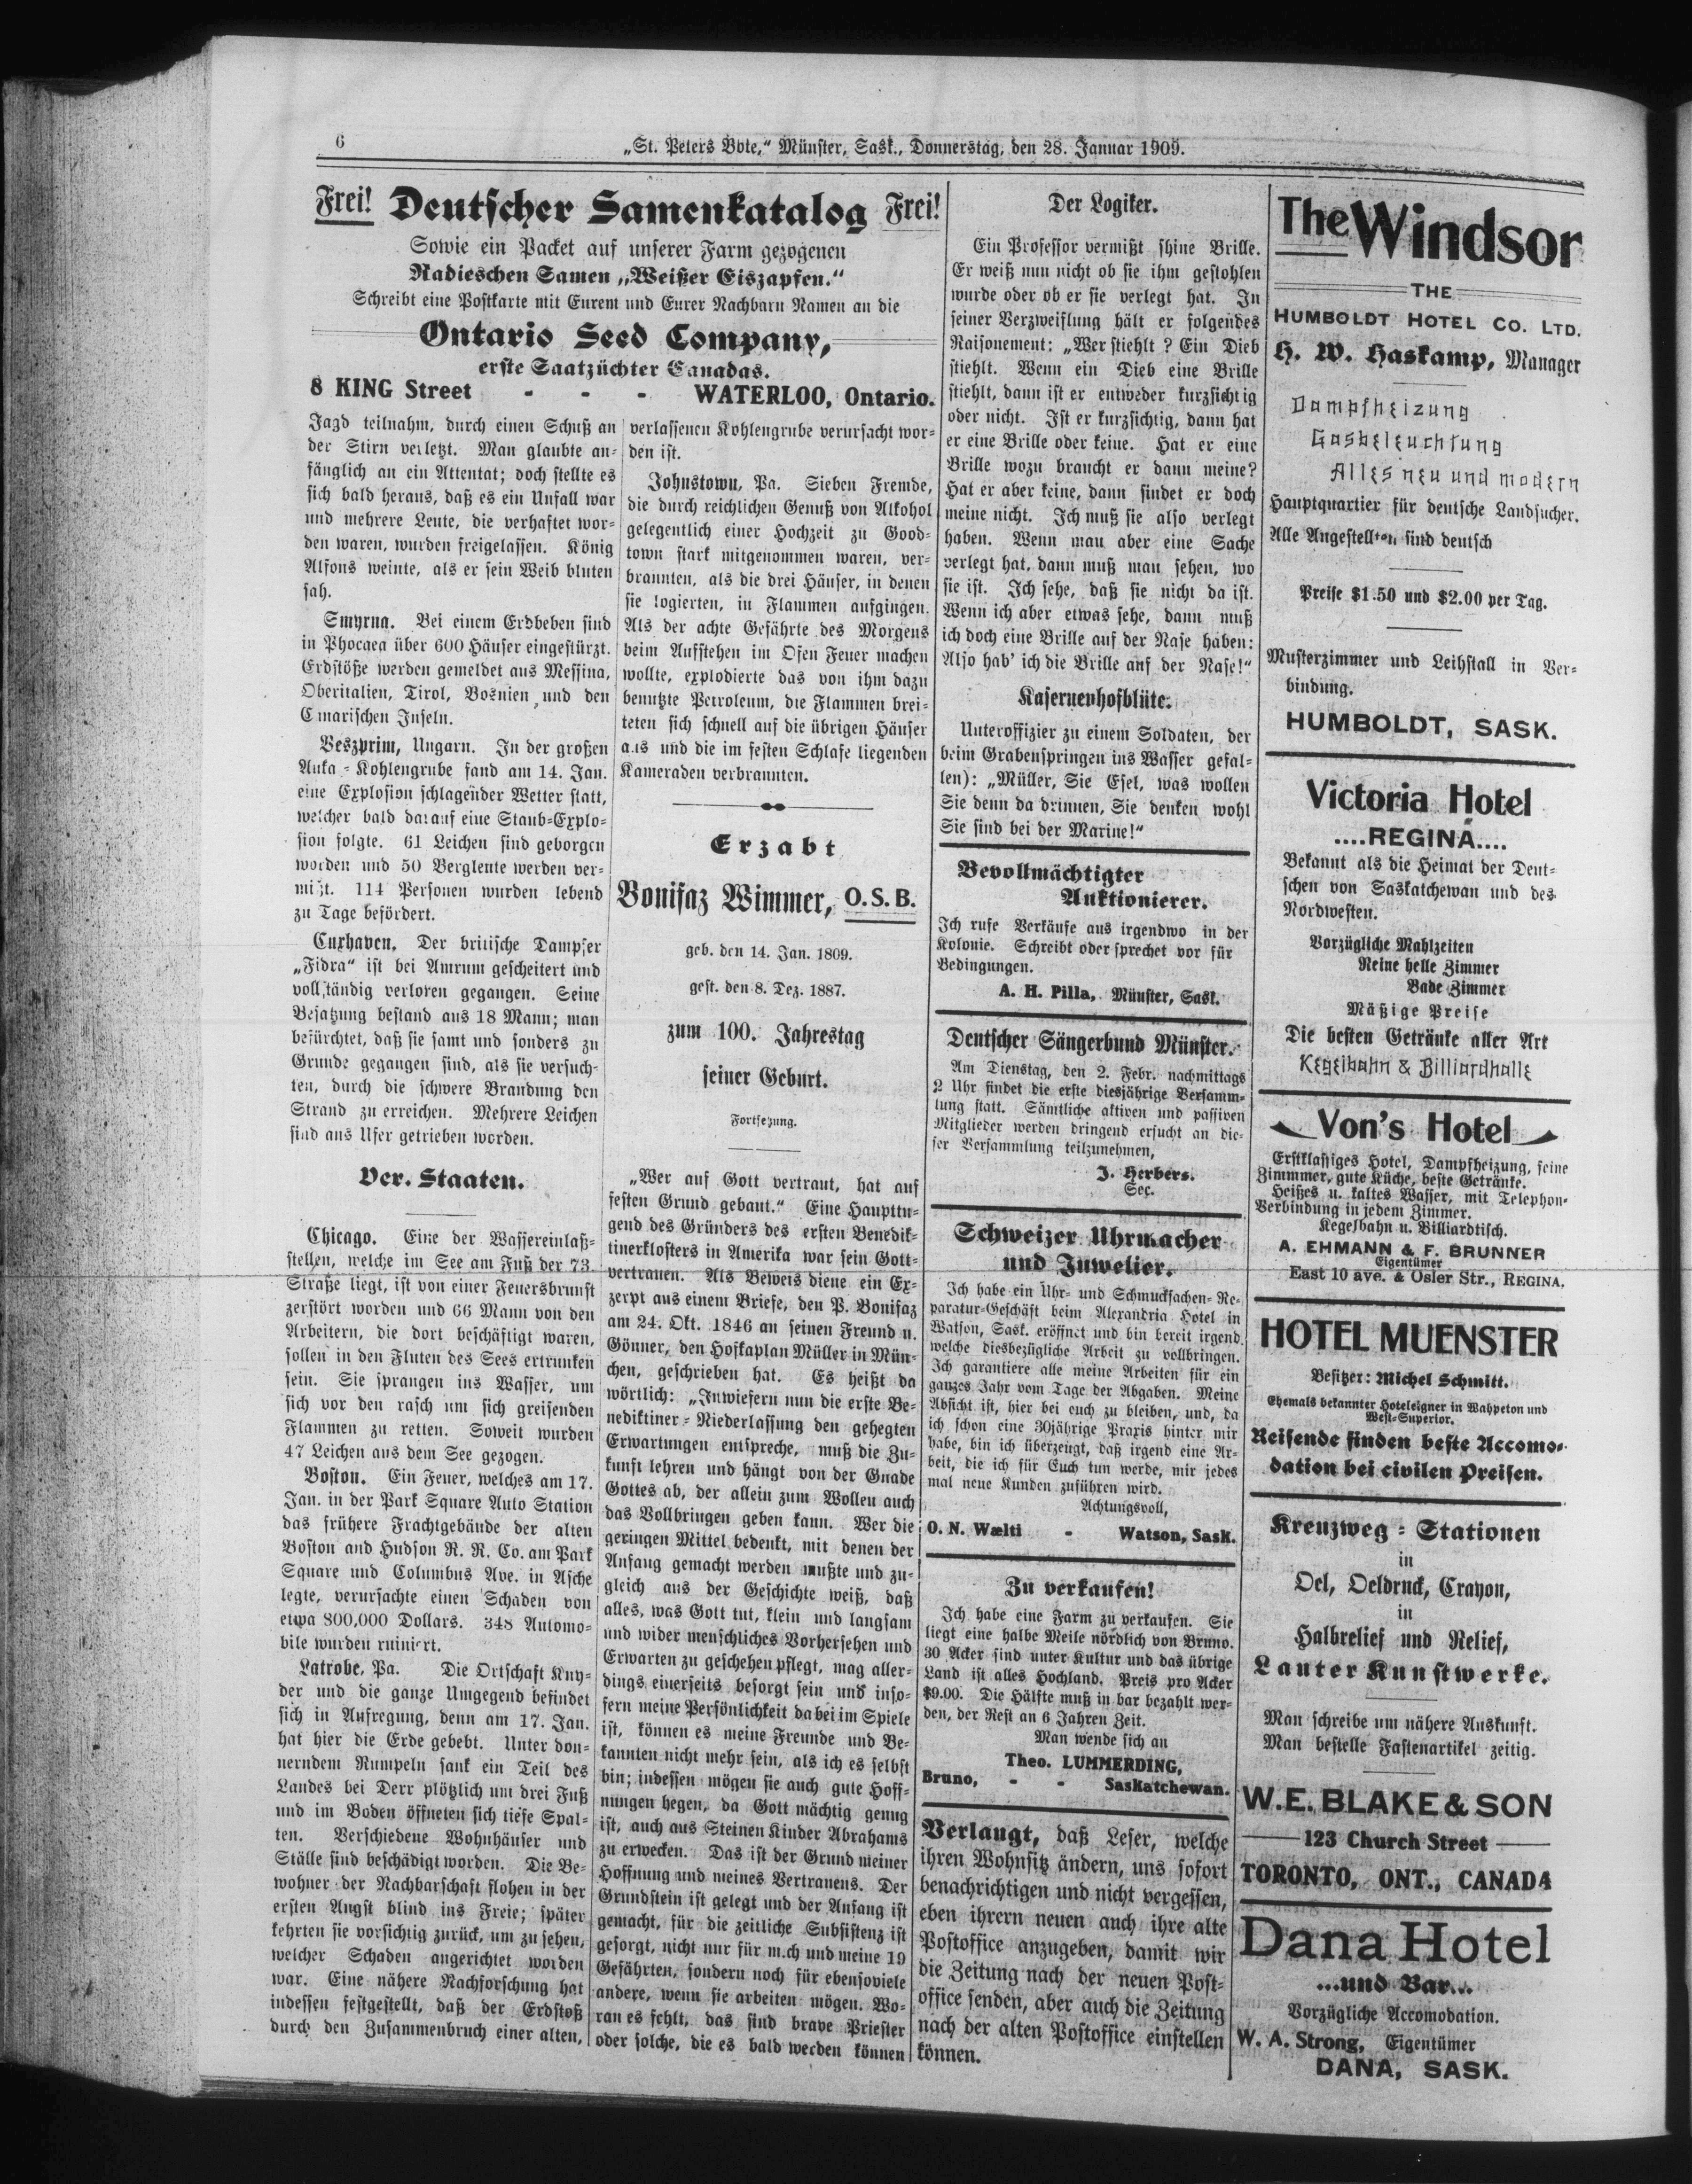 6
„St. Peters Bote,“ Münster, Sask., Donnerstag, den 28. Januar 1909.
Frei! Deutscher Samenkatalog Frei!
Sowie ein Packet auf unserer Farm gezogenen
Radieschen Samen „Weißer Eiszapfen.“
Schreibt eine Postkarte mit Eurem und Eurer Nachbarn Namen an die
Ontario Seed Company,
erste Saatzüchter Canadas.
8 KING Street - - - WATERLOO, Ontario.
Jagd teilnahm, durch einen Schuß an
der Stirn verletzt. Man glaubte an-
fänglich an ein Attentat; doch stellte es
sich bald heraus, daß es ein Unfall war
und mehrere Leute, die verhaftet wor-
den waren, wurden freigelassen. König
Alfons weinte, als er sein Weib bluten
sah.
Smyrna. Bei einem Erdbeben sind
in Phocaea über 600 Häuser eingestürzt.
Erdstöße werden gemeldet aus Messina,
Oberitalien, Tirol, Bosnien und den
C narischen Inseln.
Veszprim, Ungarn. In der großen
Auka-Kohlengrube fand am 14. Jan.
eine Explosion schlagender Wetter statt,
welcher bald darauf eine Staub-Explo-
sion folgte. 61 Leichen sind geborgen
worden und 50 Bergleute werden ver-
mißt. 114 Personen wurden lebend
zu Tage befördert.
Cuxhaven. Der britische Dampfer
„Fidra“ ist bei Amrum gescheitert und
vollständig verloren gegangen. Seine
Besatzung bestand aus 18 Mann; man
befürchtet, daß sie samt und sonders zu
Grunde gegangen sind, als sie versuch-
ten, durch die schwere Brandung den
Strand zu erreichen. Mehrere Leichen
sind ans Ufer getrieben worden.
Ver. Staaten.
Chicago. Eine der Wassereinlaß-
stellen, welche im See am Fuß der 73.
Straße liegt, ist von einer Feuersbrunst
zerstört worden und 66 Mann von den
Arbeitern, die dort beschäftigt waren,
sollen in den Fluten des Sees ertrunken
sein. Sie sprangen ins Wasser, um
sich vor den rasch um sich greifenden
Flammen zu retten. Soweit wurden
47 Leichen aus dem See gezogen.
Boston. Ein Feuer, welches am 17.
Jan. in der Park Square Auto Station
das frühere Frachtgebäude der alten
Boston and Hudson R. R. Co. am Park
Square und Columbus Ave. in Asche
legte, verursachte einen Schaden von
etwa 800,000 Dollars. 348 Automo-
bile wurden ruiniert.
Latrobe, Pa. Die Ortschaft Kny-
der und die ganze Umgegend befindet
sich in Aufregung, denn am 17. Jan.
hat hier die Erde gebebt. Unter don-
nerndem Rumpeln sank ein Teil des
Landes bei Derr plötzlich um drei Fuß
und im Boden öffneten sich tiefe Spal-
ten. Verschiedene Wohnhäuser und
Ställe sind beschädigt worden. Die Be-
wohner der Nachbarschaft flohen in der
ersten Angst blind ins Freie; später
kehrten sie vorsichtig zurück, um zu sehen,
welcher Schaden angerichtet worden
war. Eine nähere Nachforschung hat
indessen festgestellt, daß der Erdstoß
durch den Zusammenbruch einer alten,
verlassenen Kohlengrube verursacht wor-
den ist.
Johnstown, Pa. Sieben Fremde,
die durch reichlichen Genuß von Alkohol
gelegentlich einer Hochzeit zu Good-
town stark mitgenommen waren, ver-
brannten, als die drei Häuser, in denen
sie logierten, in Flammen aufgingen.
Als der achte Gefährte des Morgens
beim Aufstehen im Ofen Feuer machen
wollte, explodierte das von ihm dazu
benutzte Petroleum, die Flammen brei-
teten sich schnell auf die übrigen Häuser
aus und die im festen Schlafe liegenden
Kameraden verbrannten.
Erzabt
Bonifaz Wimmer, O.S.B.
geb. den 14. Jan. 1809.
gest. den 8. Dez. 1887.
zum 100. Jahrestag
seiner Geburt.
Fortsetzung.
„Wer auf Gott vertraut, hat auf
festen Grund gebaut.“ Eine Haupttu-
gend des Gründers des ersten Benedik-
tinerklosters in Amerika war sein Gott-
vertrauen. Als Beweis diene ein Ex-
zerpt aus einem Briefe, den P. Bonifaz
am 24. Okt. 1846 an seinen Freund u.
Gönner, den Hofkaplan Müller in Mün-
chen, geschrieben hat. Es heißt da
wörtlich: „Inwiefern nun die erste Be-
nediktiner-Niederlassung den gehegten
Erwartungen entspreche, muß die Zu-
kunft lehren und hängt von der Gnade
Gottes ab, der allein zum Wollen auch
das Vollbringen geben kann. Wer die
geringen Mittel bedenkt, mit denen der
Anfang gemacht werden mußte und zu-
gleich aus der Geschichte weiß, daß
alles, was Gott tut, klein und langsam
und wider menschliches Vorhersehen und
Erwarten zu geschehen pflegt, mag aller-
dings einerseits besorgt sein und inso-
fern meine Persönlichkeit dabei im Spiele
ist, können es meine Freunde und Be-
kannten nicht mehr sein, als ich es selbst
bin; indessen mögen sie auch gute Hoff-
nungen hegen, da Gott mächtig genug
ist, auch aus Steinen Kinder Abrahams
zu erwecken. Das ist der Grund meiner
Hoffnung und meines Vertrauens. Der
Grundstein ist gelegt und der Anfang ist
gemacht, für die zeitliche Subsistenz ist
gesorgt, nicht nur für mich und meine 19
Gefährten, sondern noch für ebensoviele
andere, wenn sie arbeiten mögen. Wo-
ran es fehlt, das sind brave Priester
oder solche, die es bald werden können
Der Logiker.
Ein Professor vermißt shine Brille.
Er weiß nun nicht ob sie ihm gestohlen
wurde oder ob er sie verlegt hat. In
seiner Verzweiflung hält er folgendes
Raisonement: „Wer stiehlt? Ein Dieb
stiehlt. Wenn ein Dieb eine Brille
stiehlt, dann ist er entweder kurzsichtig
oder nicht. Ist er kurzsichtig, dann hat
er eine Brille oder keine. Hat er eine
Brille wozu braucht er dann meine?
Hat er aber keine, dann findet er doch
meine nicht. Ich muß sie also verlegt
haben. Wenn man aber eine Sache
verlegt hat, dann muß man sehen, wo
sie ist. Ich sehe, daß sie nicht da ist.
Wenn ich aber etwas sehe, dann muß
ich doch eine Brille auf der Nase haben:
Also hab' ich die Brille auf der Nase!“
Kasernenhofblüte.
Unteroffizier zu einem Soldaten, der
beim Grabenspringen ins Wasser gefal-
len): „Müller, Sie Esel, was wollen
Sie denn da drinnen, Sie denken wohl
Sie sind bei der Marine!“
Bevollmächtigter
Auktionierer.
Ich rufe Verkäufe aus irgendwo in der
Kolonie. Schreibt oder sprechet vor für
Bedingungen.
A. H. Pilla, Münster, Sask.
Deutscher Sängerbund Münster.
Am Dienstag, den 2. Febr. nachmittags
2 Uhr findet die erste diesjährige Versamm-
lung statt. Sämtliche aktiven und passiven
Mitglieder werden dringend ersucht an die-
ser Versammlung teilzunehmen,
J. Herbers.
Sec.
Schweizer Uhrmacher
und Juwelier.
Ich habe ein Uhr- und Schmucksachen-Re-
paratur-Geschäft beim Alexandria Hotel in
Watson, Sask. eröffnet und bin bereit irgend
welche diesbezügliche Arbeit zu vollbringen.
Ich garantiere alle meine Arbeiten für ein
ganzes Jahr vom Tage der Abgaben. Meine
Absicht ist, hier bei euch zu bleiben, und, da
ich schon eine 30jährige Praxis hinter mir
habe, bin ich überzeugt, daß irgend eine Ar-
beit, die ich für Euch tun werde, mir jedes
mal neue Kunden zuführen wird.
Achtungsvoll,
O. N. Wælti - Watson, Sask.
Zu verkaufen!
Ich habe eine Farm zu verkaufen. Sie
liegt eine halbe Meile nördlich von Bruno.
30 Acker sind unter Kultur und das übrige
Land ist alles Hochland. Preis pro Acker
$9.00. Die Hälfte muß in bar bezahlt wer-
den, der Rest an 6 Jahren Zeit.
Man wende sich an
Theo. LUMMERDING,
Bruno, - - Saskatchewan.
Verlangt, daß Leser, welche
ihren Wohnsitz ändern, uns sofort
benachrichtigen und nicht vergessen,
eben ihrern neuen auch ihre alte
Postoffice anzugeben, damit wir
die Zeitung nach der neuen Post-
office senden, aber auch die Zeitung
nach der alten Postoffice einstellen
können.
The Windsor
THE
HUMBOLDT HOTEL CO. LTD.
H. W. Haskamp, Manager
Dampfheizung
Gasbeleuchtung
Alles neu und modern
Hauptquartier für deutsche Landsucher.
Alle Angestellten sind deutsch
Preise $1.50 und $2.00 per Tag.
Musterzimmer und Leihstall in Ver-
bindung.
HUMBOLDT, SASK.
Victoria Hotel
....REGINA....
Bekannt als die Heimat der Deut-
schen von Saskatchewan und des
Nordwesten.
Vorzügliche Mahlzeiten
Reine helle Zimmer
Bade Zimmer
Mäßige Preise
Die besten Getränke aller Art
Kegelbahn & Billiardhalle
Von's Hotel
Erstklassiges Hotel, Dampfheizung, feine
Zimmmer, gute Küche, beste Getränke.
Heißes u. kaltes Wasser, mit Telephon-
Verbindung in jedem Zimmer.
Kegelbahn u. Billiardtisch.
A. EHMANN & F. BRUNNER
Eigentümer
East 10 ave. & Osler Str., REGINA.
HOTEL MUENSTER
Besitzer: Michel Schmitt.
Ehemals bekannter Hoteleigner in Wahpeton und
West-Superior.
Reisende finden beste Accomo-
dation bei civilen Preisen.
Kreuzweg-Stationen
in
Oel, Oeldruck, Crayon,
in
Halbrelief und Relief,
Lauter Kunstwerke.
Man schreibe um nähere Auskunft.
Man bestelle Fastenartikel zeitig.
W. E. BLAKE & SON
123 Church Street
TORONTO, ONT., CANADA
Dana Hotel
...und Bar...
Vorzügliche Accomodation.
W. A. Strong, Eigentümer
DANA, SASK.